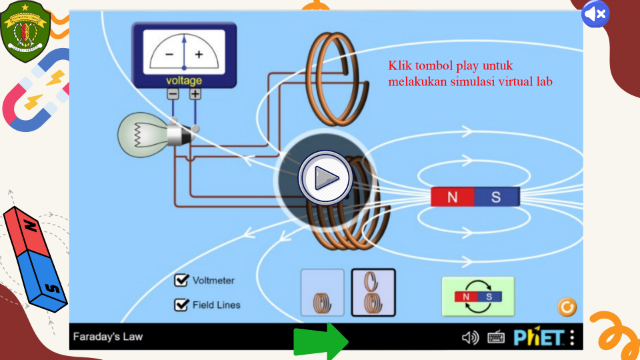 − +
voltage
− +
Klik tombol play untuk
melakukan simulasi virtual lab
N S
N
S
Voltmeter
Field Lines
N S
Faraday's Law
PhET